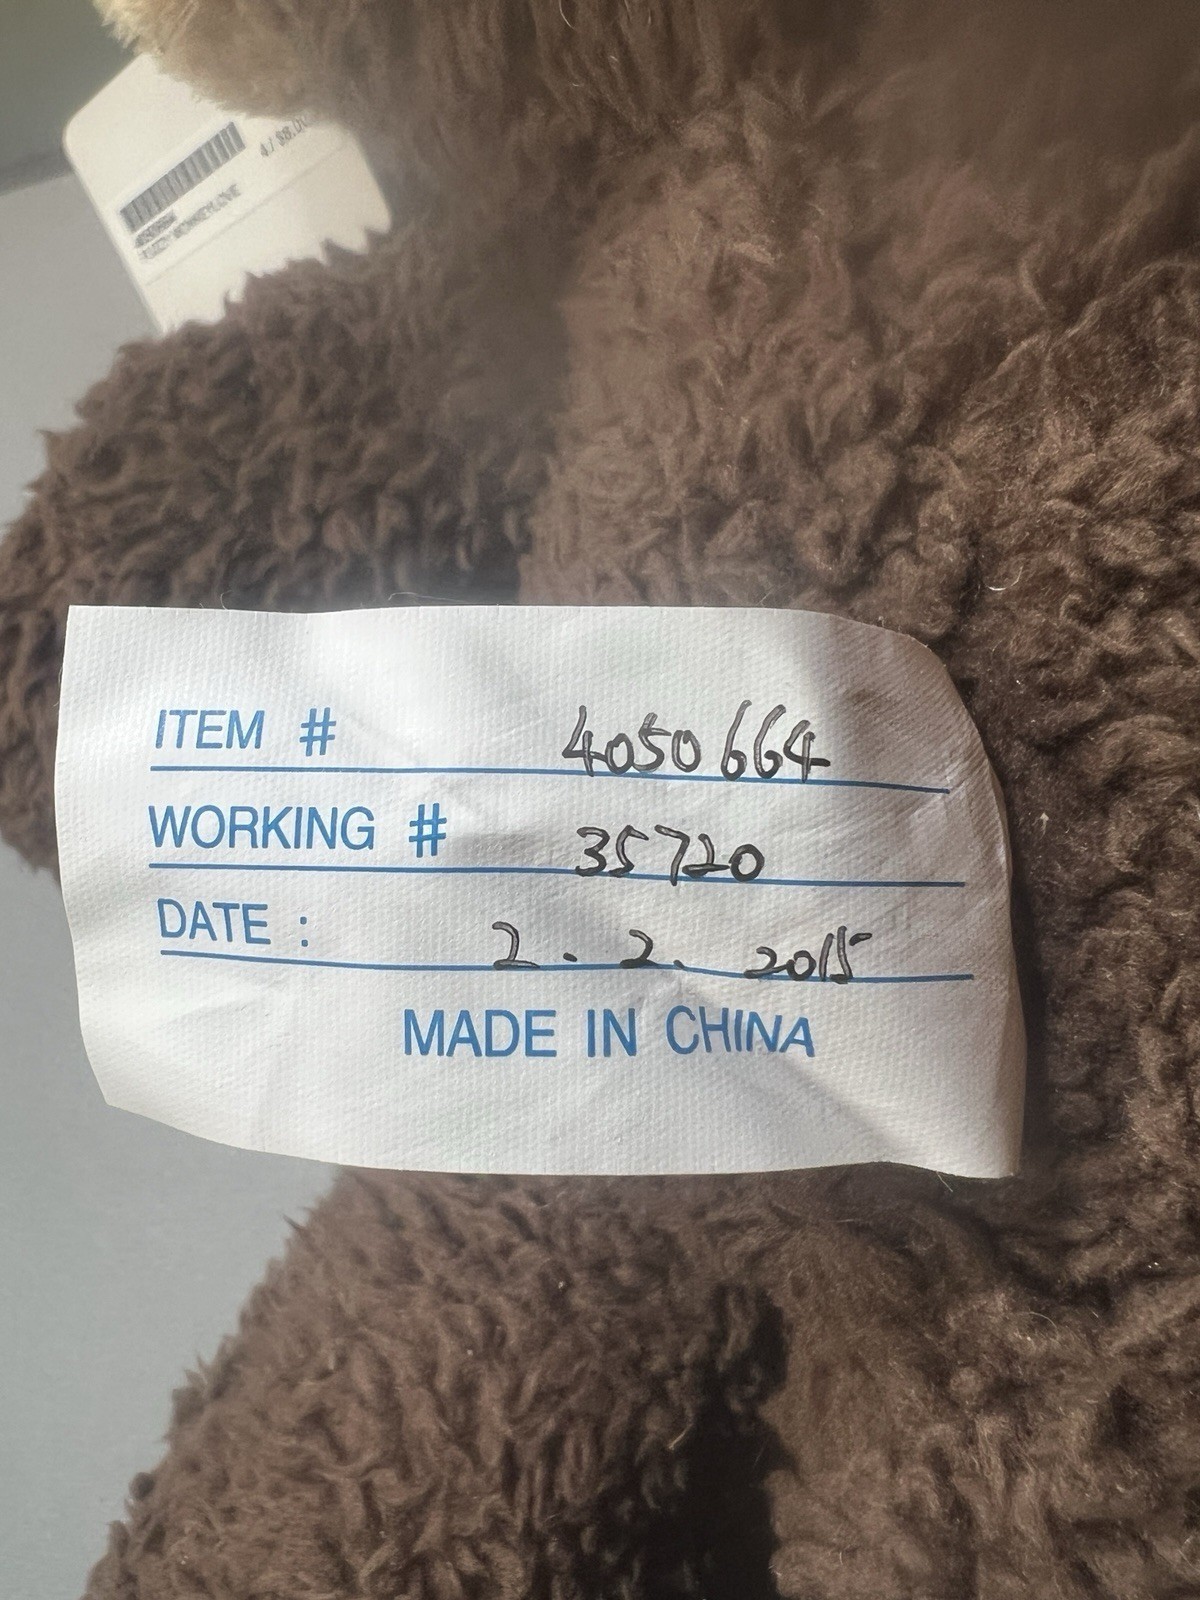 ITEM # 4050664
WORKING # 35720
DATE : 2. 2. 2015
MADE IN CHINA